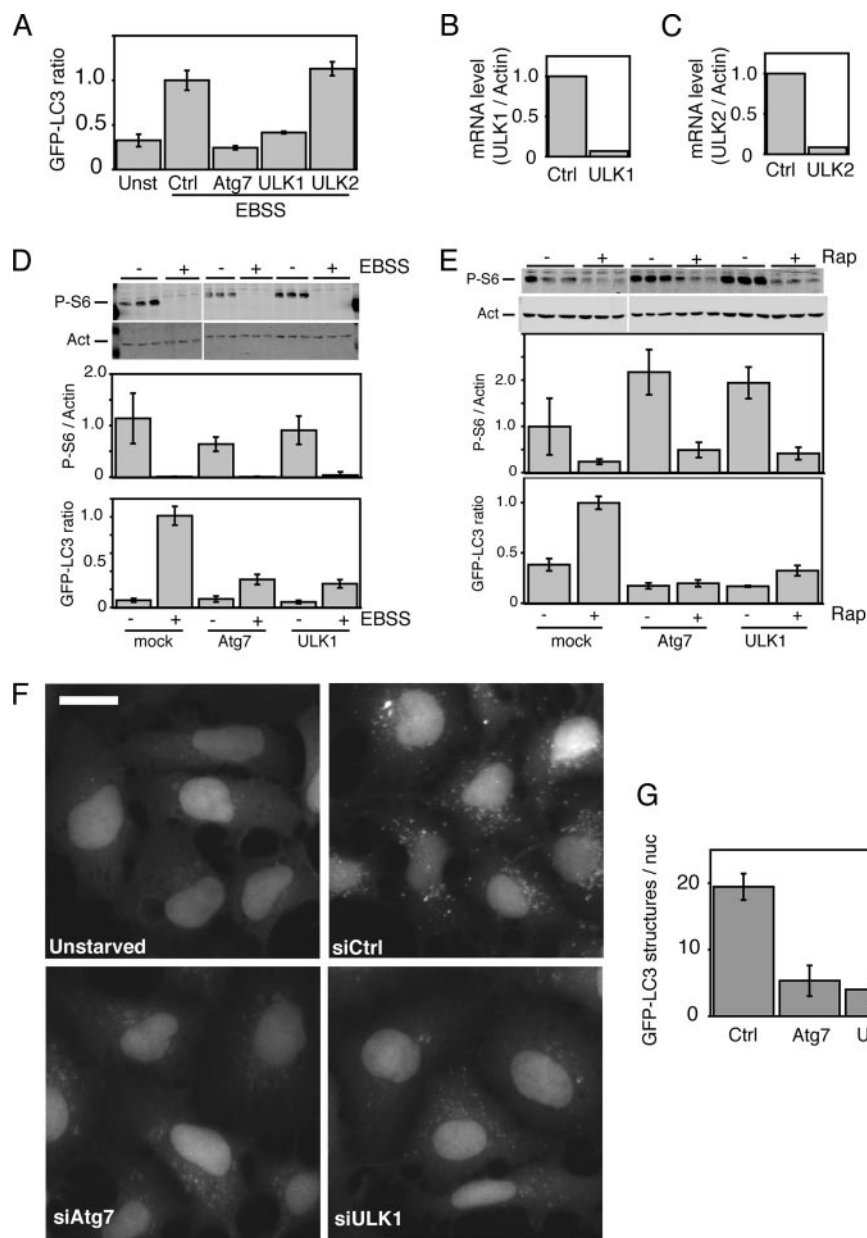 A
GFP-LC3 ratio
1.0
0.5
0
Unst Ctrl Atg7 ULK1 ULK2
EBSS
B
mRNA level
(ULK1 / Actin)
1.0
0.5
0
Ctrl ULK1
C
mRNA level
(ULK2 / Actin)
1.0
0.5
0
Ctrl ULK2
D
- + - + - + EBSS
P-S6
Act
P-S6 / Actin
2.0
1.0
0
GFP-LC3 ratio
1.0
0.5
0
- + - + - + EBSS
mock Atg7 ULK1
E
- + - + - + Rap
P-S6
Act
P-S6 / Actin
2.0
1.0
0
GFP-LC3 ratio
1.0
0.5
0
- + - + - + Rap
mock Atg7 ULK1
F
Unstarved
siCtrl
siAtg7
siULK1
G
GFP-LC3 structures / nuc
20
10
0
Ctrl Atg7 U